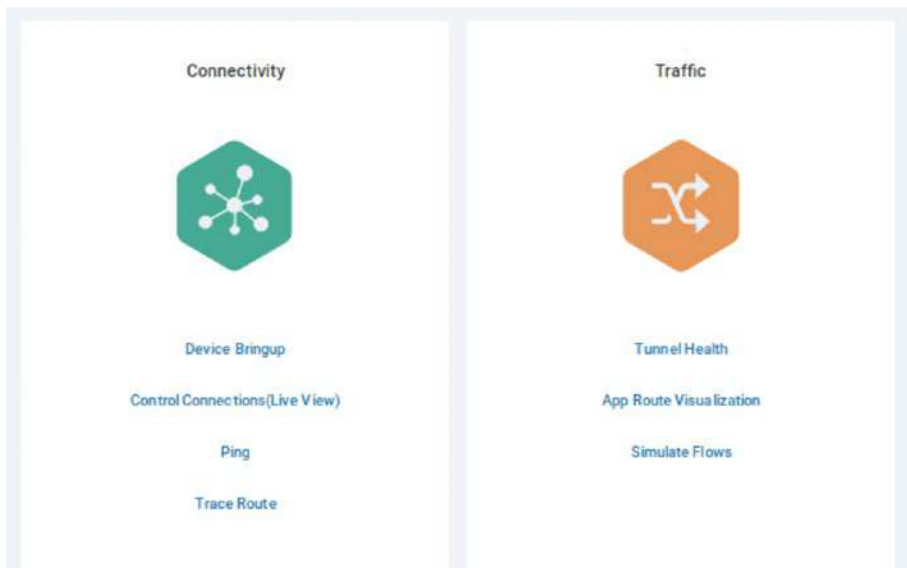 Connectivity
Device Bringup
Control Connections(Live View)
Ping
Trace Route
Traffic
Tunnel Health
App Route Visualization
Simulate Flows